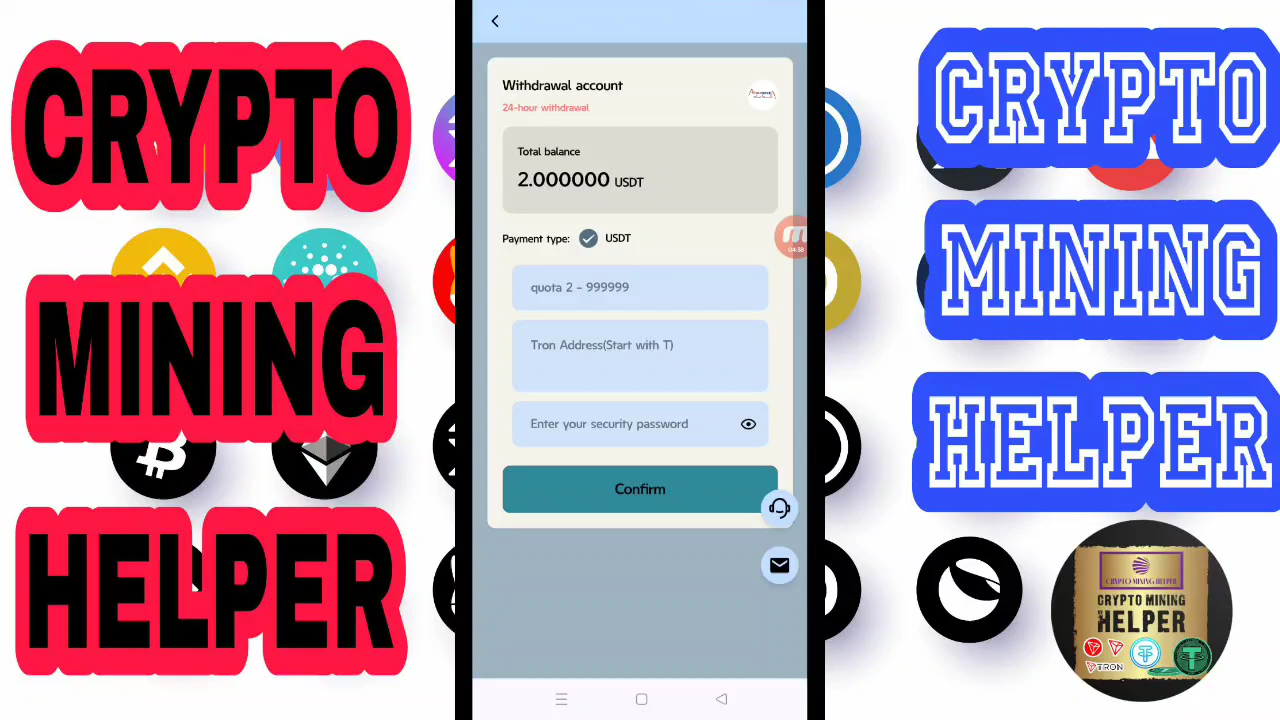 CRYPTO
MINING
HELPER
Withdrawal account
24-hour withdrawal
Total balance
2.000000 USDT
Payment type: USDT
04:38
quota 2 - 999999
Tron Address(Start with T)
Enter your security password
Confirm
CRYPTO
MINING
HELPER
CRYPTO MINING HELPER
CRYPTO MINING
HELPER
TRON